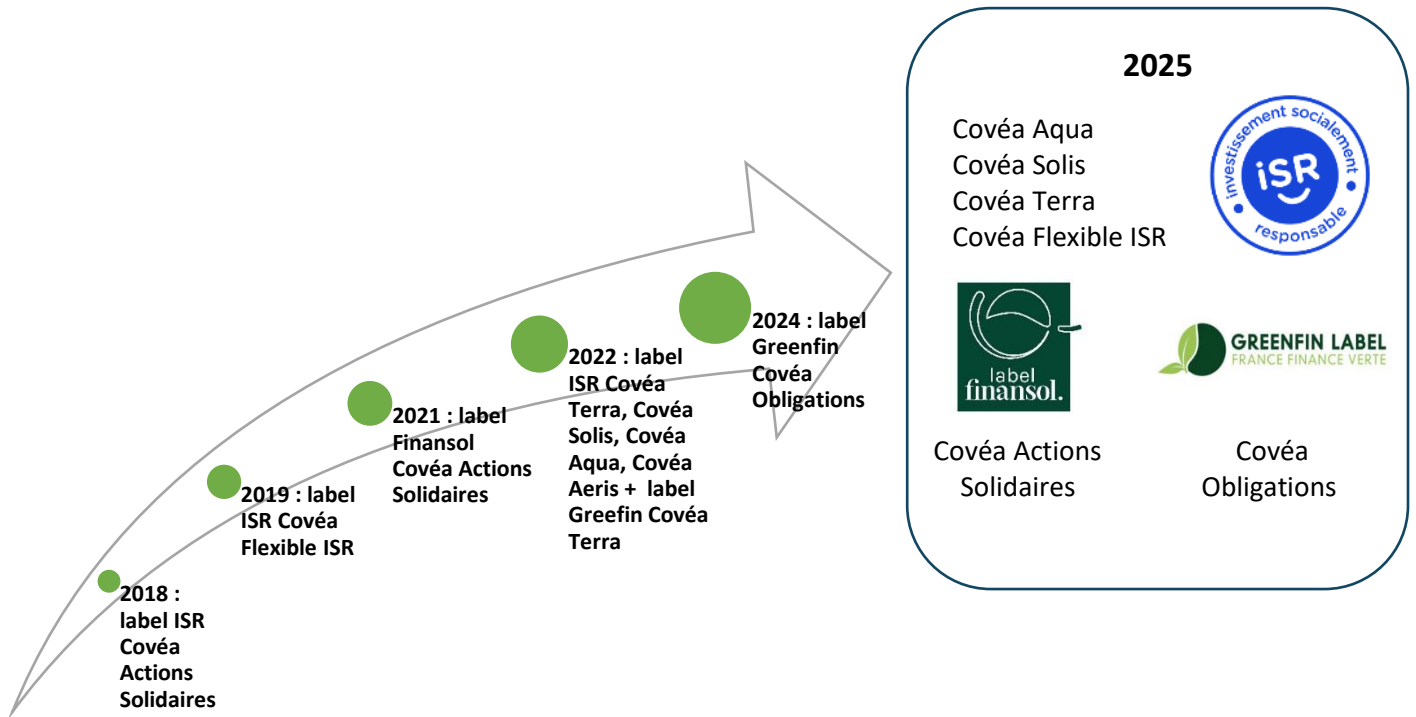 2018 :
label ISR
Covéa
Actions
Solidaires
2019 : label
ISR Covéa
Flexible ISR
2021 : label
Finansol
Covéa Actions
Solidaires
2022 : label
ISR Covéa
Terra, Covéa
Solis, Covéa
Aqua, Covéa
Aeris + label
Greefin Covéa
Terra
2024 : label
Greenfin
Covéa
Obligations
2025
Covéa Aqua
Covéa Solis
Covéa Terra
Covéa Flexible ISR
investissement socialement
iSR
responsable
label
finansol.
GREENFIN LABEL
FRANCE FINANCE VERTE
Covéa Actions
Solidaires
Covéa
Obligations